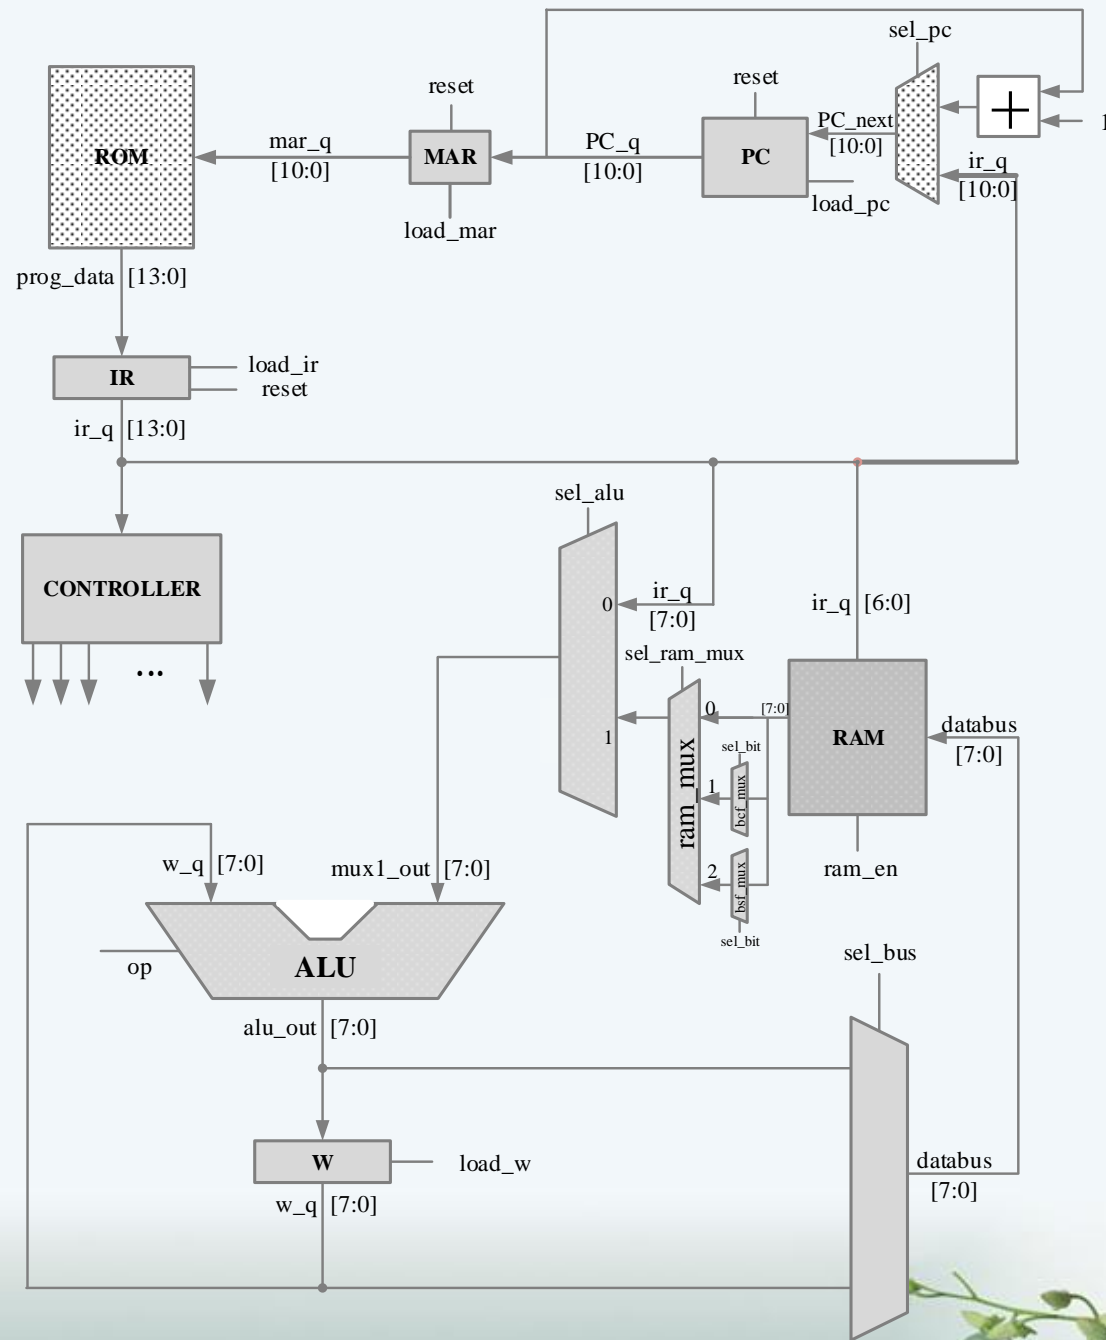 sel_pc
reset
reset
PC_next
[10:0]
+
1
ROM
mar_q
[10:0]
MAR
PC_q
[10:0]
PC
ir_q
[10:0]
load_mar
load_pc
prog_data [13:0]
IR
load_ir
reset
ir_q [13:0]
sel_alu
CONTROLLER
...
0
ir_q
[7:0]
ir_q [6:0]
sel_ram_mux
0
[7:0]
1
ram_mux
sel_bit
1
bcf_mux
2
bsf_mux
sel_bit
RAM
databus
[7:0]
ram_en
w_q [7:0]
mux1_out [7:0]
op
ALU
sel_bus
alu_out [7:0]
W
load_w
w_q [7:0]
databus
[7:0]